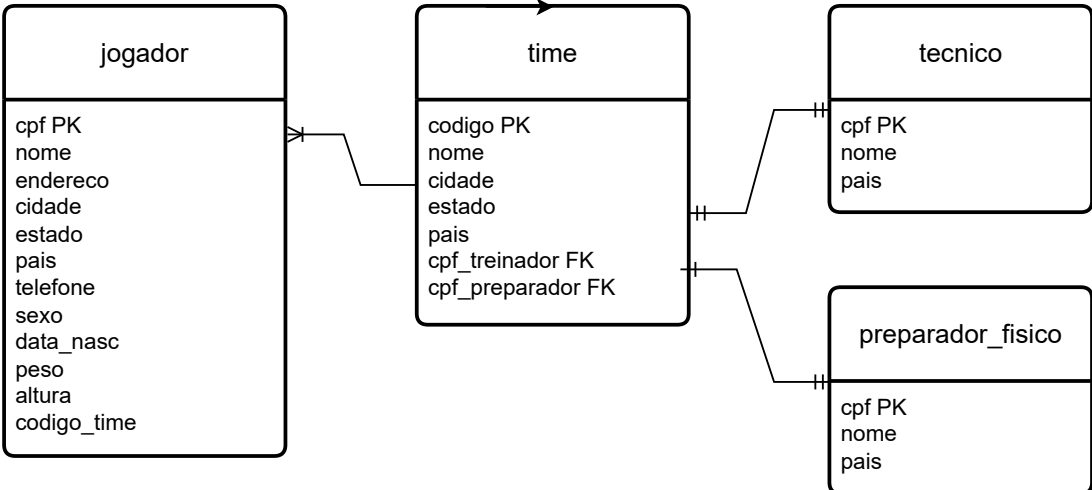 jogador
cpf PK
nome
endereco
cidade
estado
pais
telefone
sexo
data_nasc
peso
altura
codigo_time
time
codigo PK
nome
cidade
estado
pais
cpf_treinador FK
cpf_preparador FK
tecnico
cpf PK
nome
pais
preparador_fisico
cpf PK
nome
pais